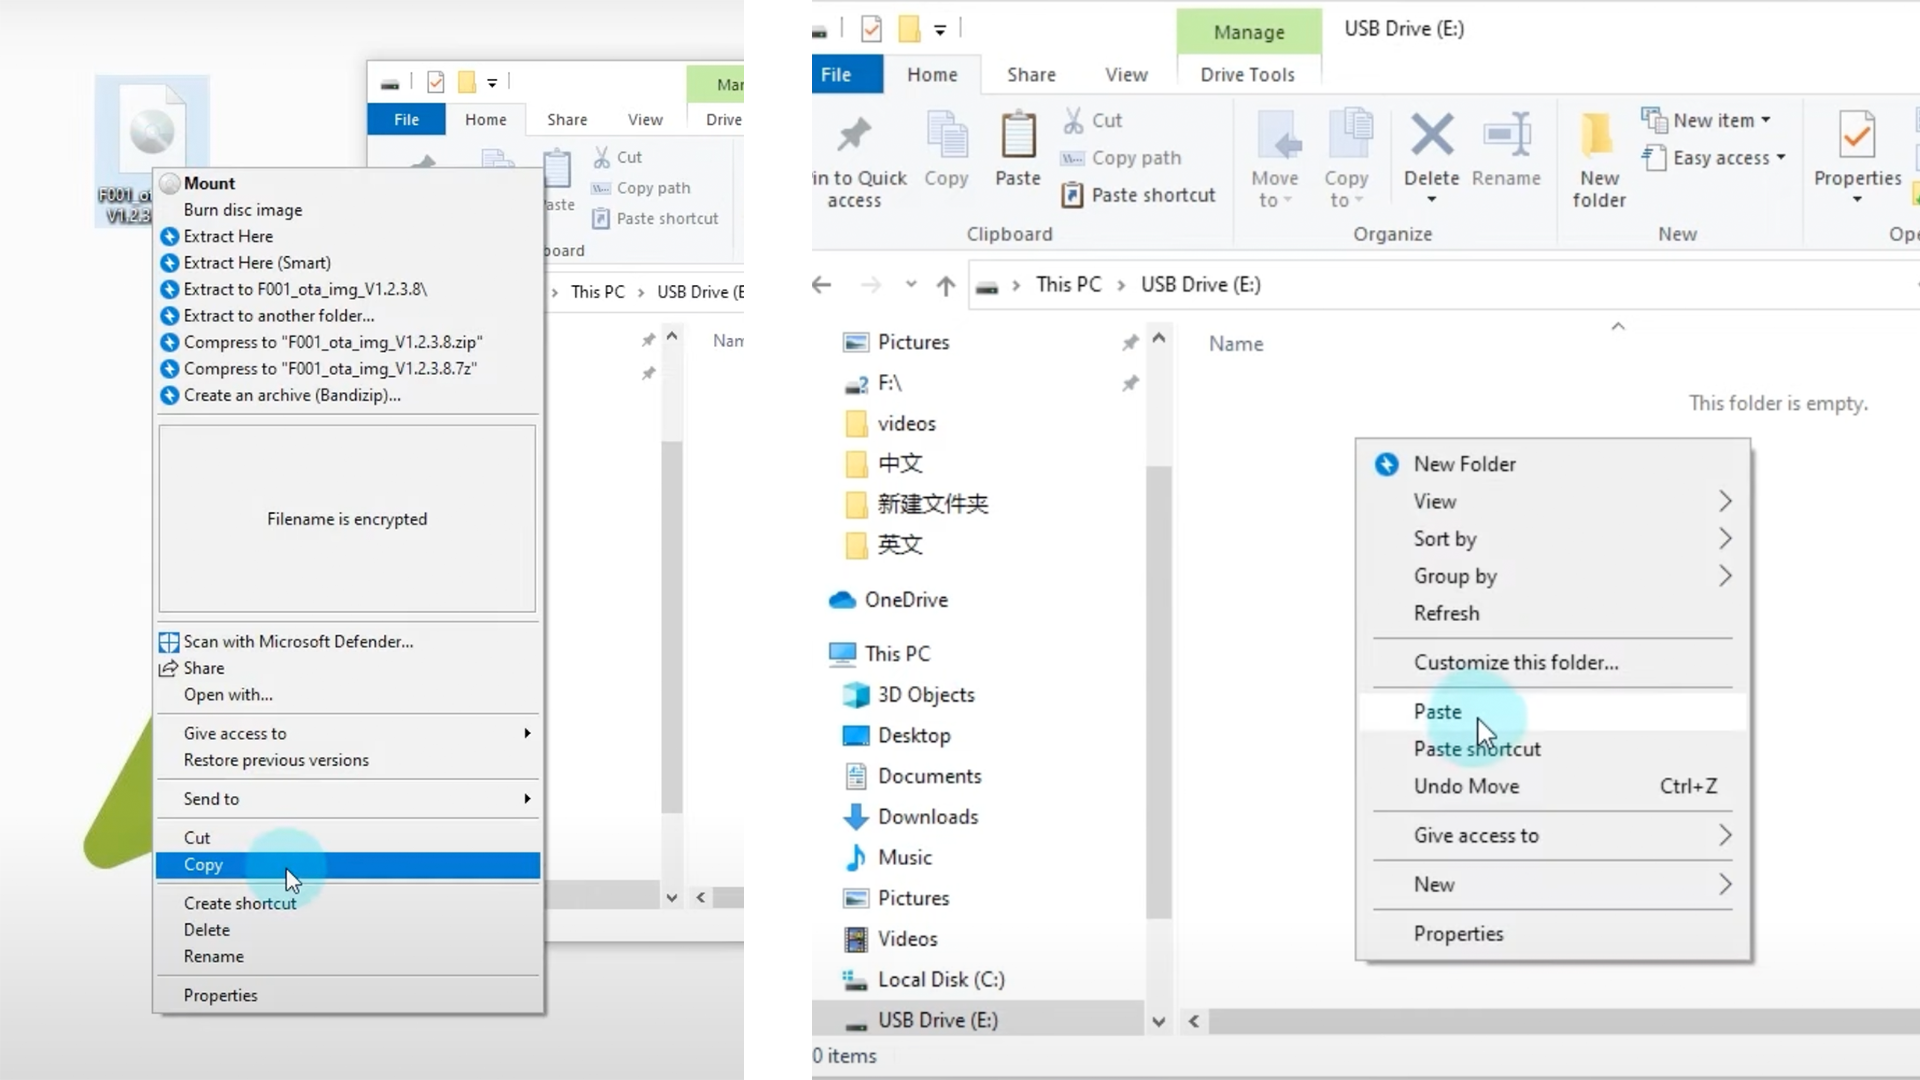 F001_o
V1.2.3
Mount
Burn disc image
Extract Here
Extract Here (Smart)
Extract to F001_ota_img_V1.2.3.8\
Extract to another folder...
Compress to "F001_ota_img_V1.2.3.8.zip"
Compress to "F001_ota_img_V1.2.3.8.7z"
Create an archive (Bandizip)...
Filename is encrypted
Scan with Microsoft Defender...
Share
Open with...
Give access to
Restore previous versions
Send to
Cut
Copy
Create shortcut
Delete
Rename
Properties
Mar
File Home Share View Drive
Cut
Copy path
aste
Paste shortcut
oard
This PC USB Drive (E
Nam
Manage USB Drive (E:)
File Home Share View Drive Tools
in to Quick access
Copy
Paste
Cut
Copy path
Paste shortcut
Clipboard
Move to
Copy to
Delete
Rename
Organize
New folder
New item
Easy access
New
Properties
Ope
This PC USB Drive (E:)
Pictures
F:\
videos
中文
新建文件夹
英文
OneDrive
This PC
3D Objects
Desktop
Documents
Downloads
Music
Pictures
Videos
Local Disk (C:)
USB Drive (E:)
0 items
Name
This folder is empty.
New Folder
View
Sort by
Group by
Refresh
Customize this folder...
Paste
Paste shortcut
Undo Move Ctrl+Z
Give access to
New
Properties